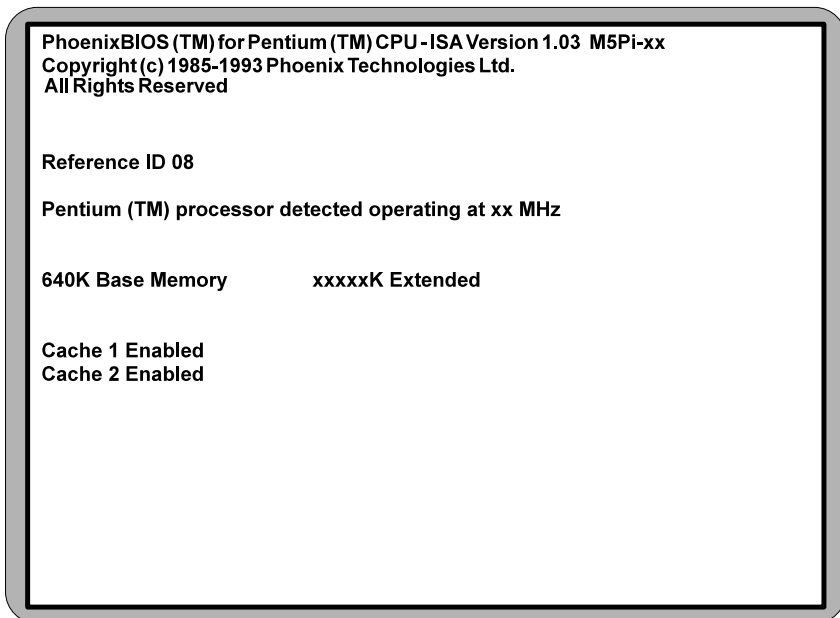 PhoenixBIOS (TM) for Pentium (TM) CPU - ISA Version 1.03 M5Pi-xx
Copyright (c) 1985-1993 Phoenix Technologies Ltd.
All Rights Reserved
Reference ID 08
Pentium (TM) processor detected operating at xx MHz
640K Base Memory xxxxxK Extended
Cache 1 Enabled
Cache 2 Enabled